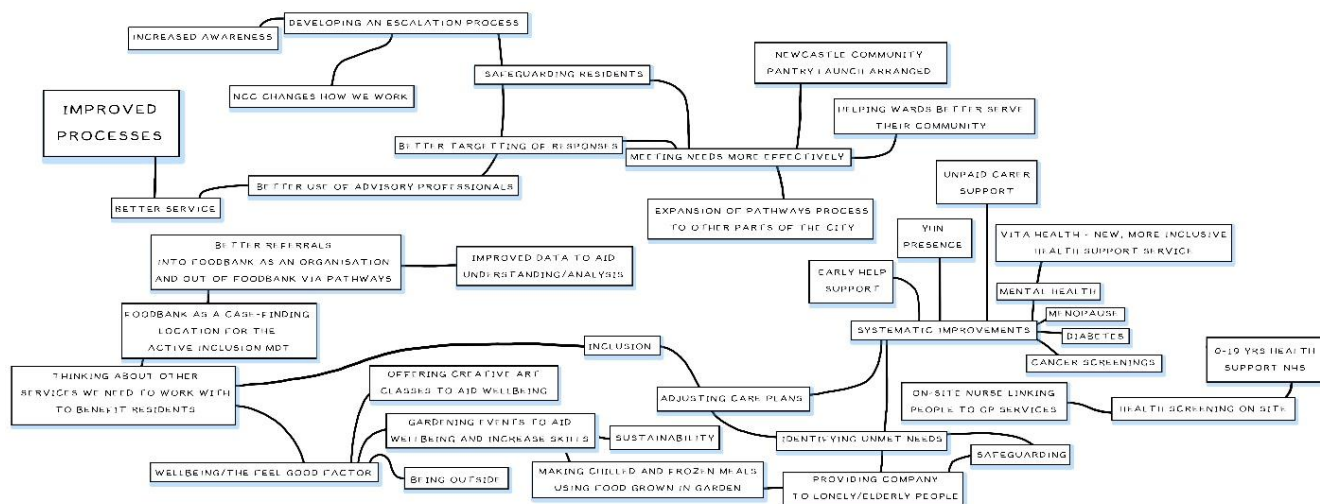 DEVELOPING AN ESCALATION PROCESS
INCREASED AWARENESS
NCC CHANGES HOW WE WORK
SAFEGUARDING RESIDENTS
NEWCASTLE COMMUNITY
PANTRY LAUNCH ARRANGED
IMPROVED
PROCESSES
HELPING WARDS BETTER SERVE
THEIR COMMUNITY
BETTER TARGETTING OF RESPONSES
MEETING NEEDS MORE EFFECTIVELY
BETTER USE OF ADVISORY PROFESSIONALS
BETTER SERVICE
EXPANSION OF PATHWAYS PROCESS
TO OTHER PARTS OF THE CITY
UNPAID CARER
SUPPORT
YHN
PRESENCE
VITA HEALTH - NEW, MORE INCLUSIVE
HEALTH SUPPORT SERVICE
BETTER REFERRALS
INTO FOODBANK AS AN ORGANISATION
AND OUT OF FOODBANK VIA PATHWAYS
IMPROVED DATA TO AID
UNDERSTANDING/ANALYSIS
EARLY HELP
SUPPORT
MENTAL HEALTH
MENOPAUSE
SYSTEMATIC IMPROVEMENTS
DIABETES
CANCER SCREENINGS
FOODBANK AS A CASE-FINDING
LOCATION FOR THE
ACTIVE INCLUSION MDT
INCLUSION
0-19 YRS HEALTH
SUPPORT NHS
THINKING ABOUT OTHER
SERVICES WE NEED TO WORK WITH
TO BENEFIT RESIDENTS
OFFERING CREATIVE ART
CLASSES TO AID WELLBEING
ADJUSTING CARE PLANS
ON-SITE NURSE LINKING
PEOPLE TO GP SERVICES
HEALTH SCREENING ON SITE
GARDENING EVENTS TO AID
WELLBEING AND INCREASE SKILLS
SUSTAINABILITY
IDENTIFYING UNMET NEEDS
SAFEGUARDING
WELLBEING/THE FEEL GOOD FACTOR
BEING OUTSIDE
MAKING CHILLED AND FROZEN MEALS
USING FOOD GROWN IN GARDEN
PROVIDING COMPANY
TO LONELY/ELDERLY PEOPLE